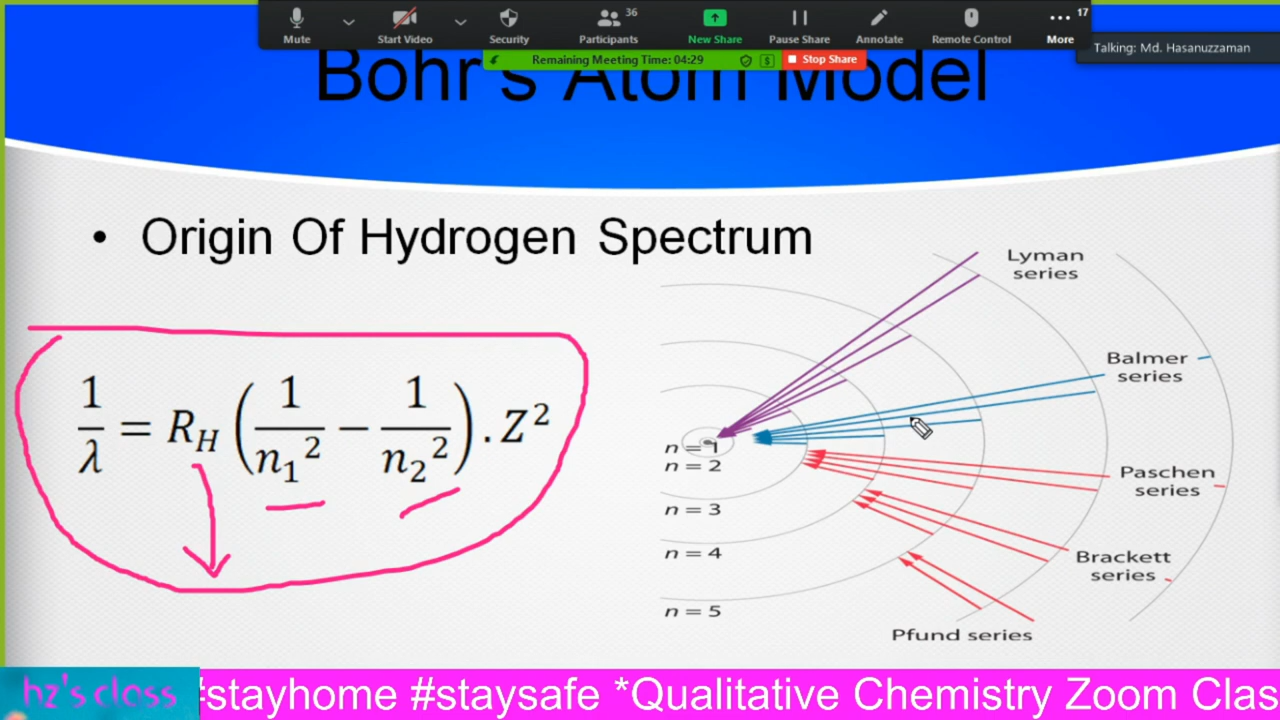 Mute
Start Video
Security
Participants
36
New Share
Pause Share
Annotate
Remote Control
More
17
Talking: Md. Hasanuzzaman
Remaining Meeting Time: 04:29
Stop Share
Bohr's Atom Model
• Origin Of Hydrogen Spectrum
1/λ = R_H (1/n₁² − 1/n₂²) . Z²
Lyman
series
Balmer
series
Paschen
series
Brackett
series
Pfund series
n = 1
n = 2
n = 3
n = 4
n = 5
hz's class
#stayhome #staysafe *Qualitative Chemistry Zoom Clas